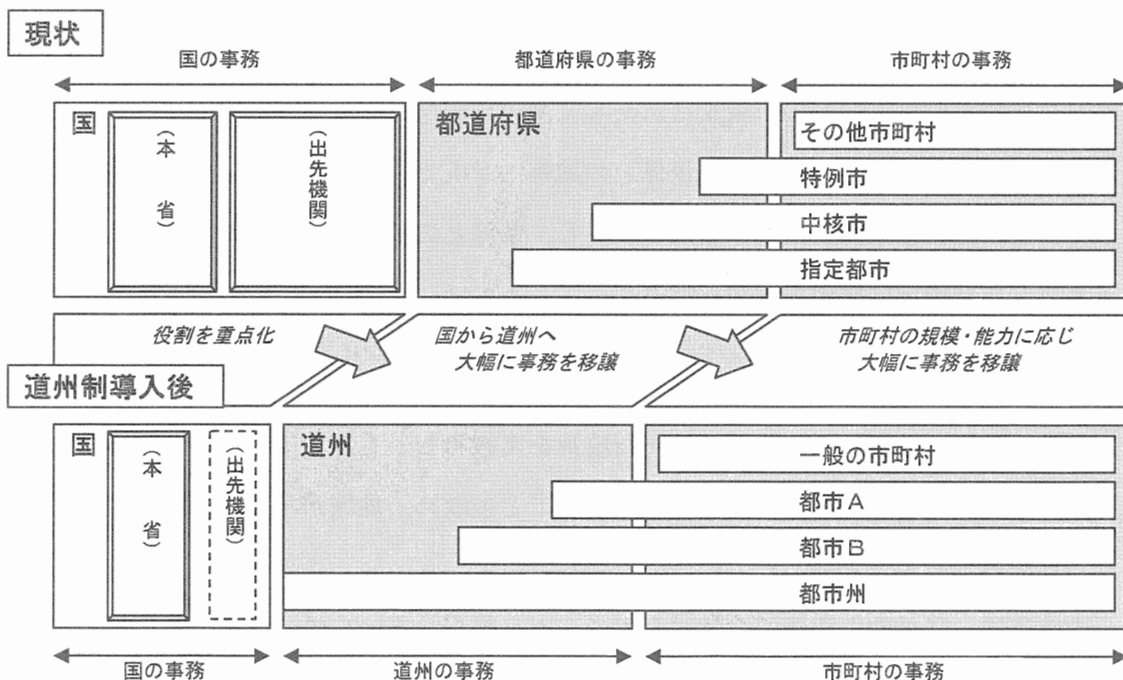 現状
国の事務
都道府県の事務
市町村の事務
国
(本省)
(出先機関)
都道府県
その他市町村
特例市
中核市
指定都市
役割を重点化
国から道州へ
大幅に事務を移譲
市町村の規模・能力に応じ
大幅に事務を移譲
道州制導入後
国
(本省)
(出先機関)
道州
一般の市町村
都市A
都市B
都市州
国の事務
道州の事務
市町村の事務